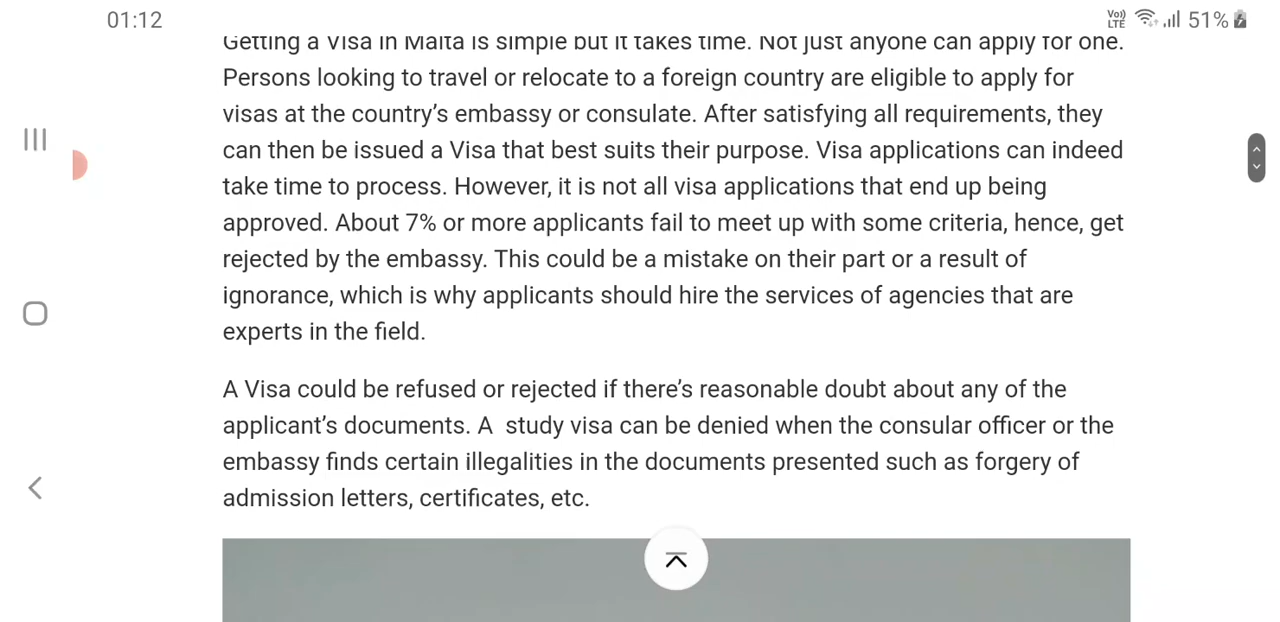 01:12
Vo))
LTE
51%
Getting a Visa in Malta is simple but it takes time. Not just anyone can apply for one.
Persons looking to travel or relocate to a foreign country are eligible to apply for
visas at the country’s embassy or consulate. After satisfying all requirements, they
can then be issued a Visa that best suits their purpose. Visa applications can indeed
take time to process. However, it is not all visa applications that end up being
approved. About 7% or more applicants fail to meet up with some criteria, hence, get
rejected by the embassy. This could be a mistake on their part or a result of
ignorance, which is why applicants should hire the services of agencies that are
experts in the field.
A Visa could be refused or rejected if there’s reasonable doubt about any of the
applicant’s documents. A  study visa can be denied when the consular officer or the
embassy finds certain illegalities in the documents presented such as forgery of
admission letters, certificates, etc.